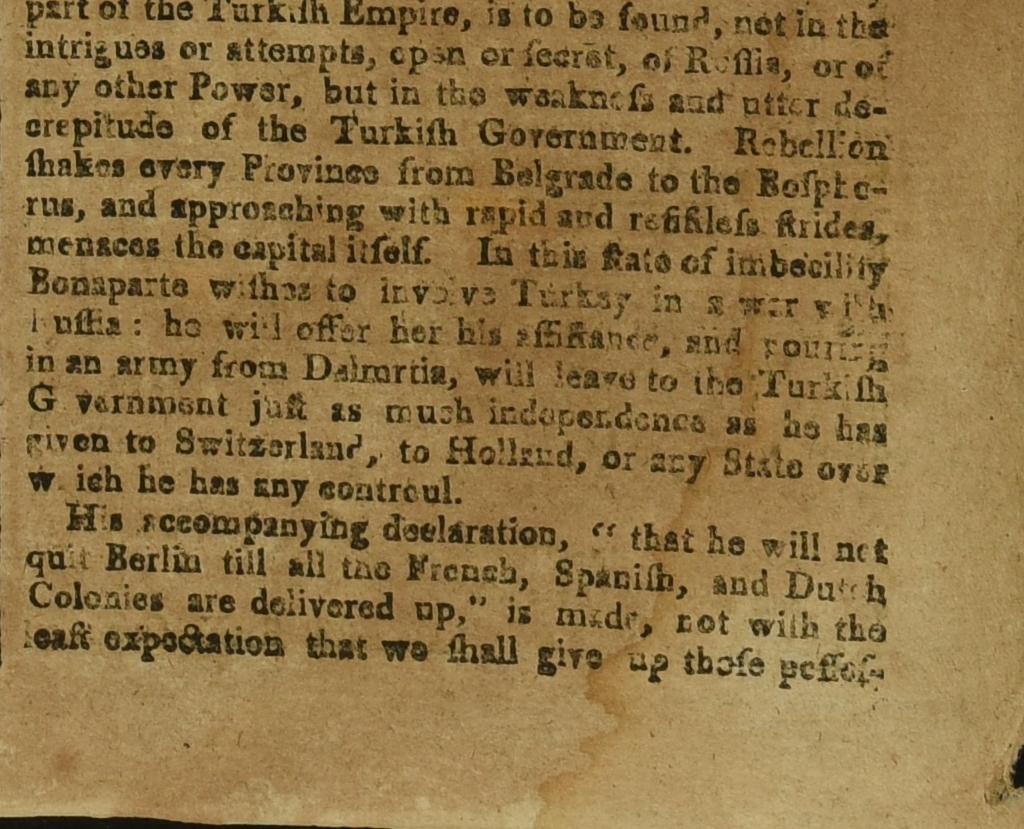 part of the Turkiſh Empire, is to be found, not in the
intrigues or attempts, open or ſecret, of Ruſſia, or of
any other Power, but in the weakneſs and utter de-
crepitude of the Turkiſh Government. Rebellion
ſhakes every Province from Belgrade to the Boſpho-
rus, and approaching with rapid and reſiſtleſs ſtrides,
menaces the capital itſelf. In this ſtate of imbecility
Bonaparte wiſhes to involve Turkey in a war with
Ruſſia: he will offer her his aſſiſtance, and pouring
in an army from Dalmatia, will leave to the Turkiſh
G vernment juſt as much independence as he has
given to Switzerland, to Holland, or any State over
w ich he has any controul.
His accompanying declaration, “ that he will not
quit Berlin till all the French, Spaniſh, and Dutch
Colonies are delivered up,” is made, not with the
leaſt expectation that we ſhall give up thoſe poſſeſ-